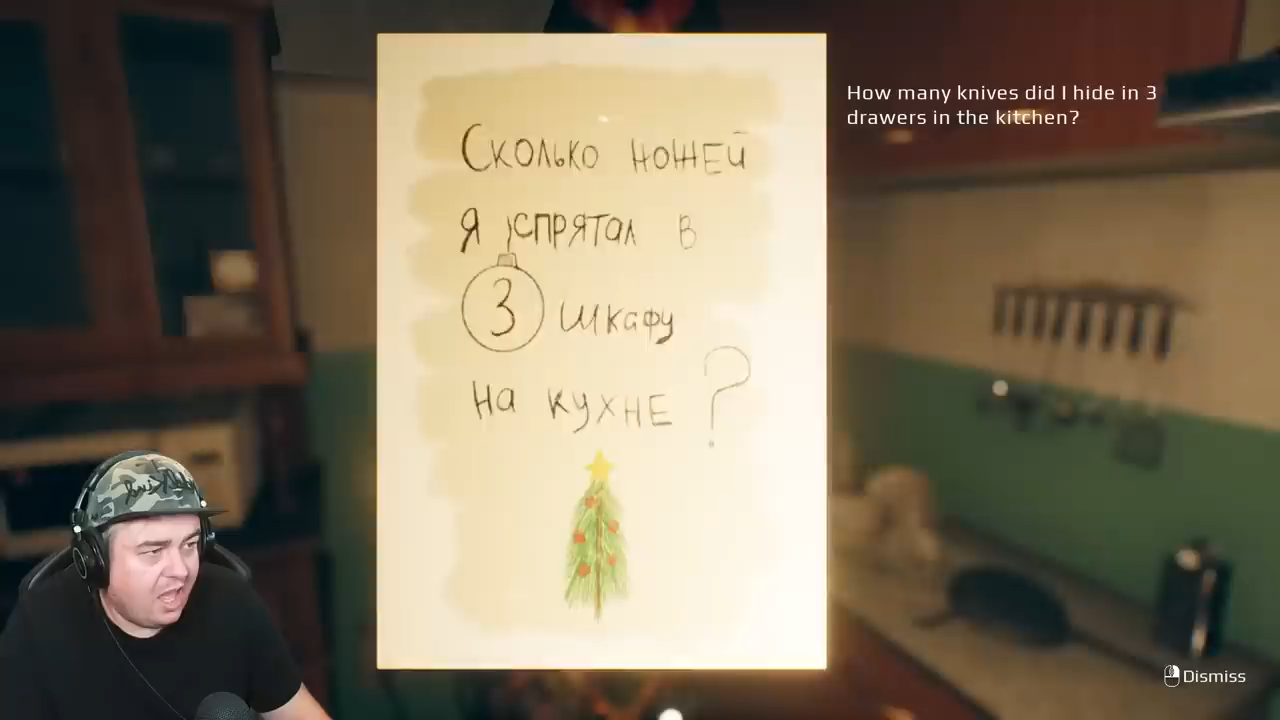 Сколько ножей
я спрятал в
3 шкафу
на кухне?
How many knives did I hide in 3
drawers in the kitchen?
Dismiss